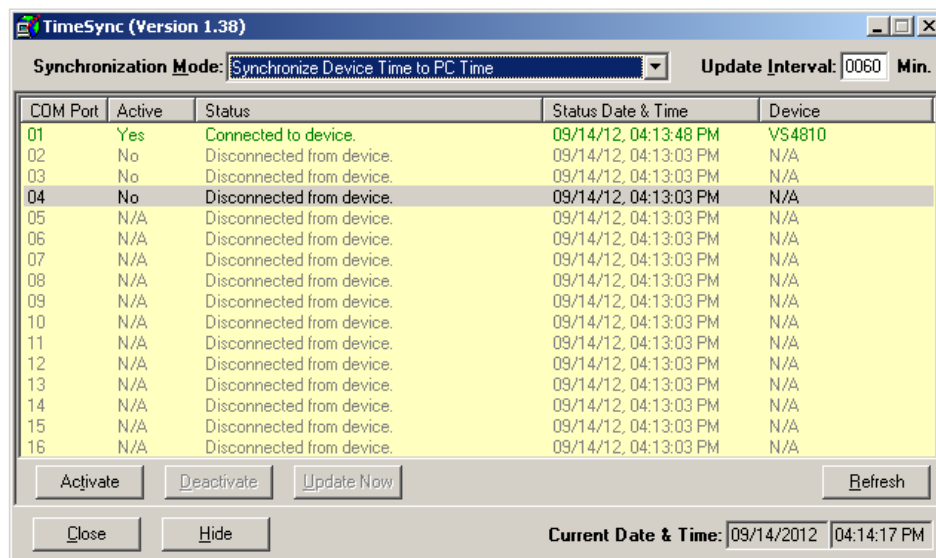 TimeSync (Version 1.38)
Synchronization Mode: Synchronize Device Time to PC Time Update Interval: 0060 Min.
COM Port Active Status Status Date & Time Device
01 Yes Connected to device. 09/14/12, 04:13:48 PM VS4810
02 No Disconnected from device. 09/14/12, 04:13:03 PM N/A
03 No Disconnected from device. 09/14/12, 04:13:03 PM N/A
04 No Disconnected from device. 09/14/12, 04:13:03 PM N/A
05 N/A Disconnected from device. 09/14/12, 04:13:03 PM N/A
06 N/A Disconnected from device. 09/14/12, 04:13:03 PM N/A
07 N/A Disconnected from device. 09/14/12, 04:13:03 PM N/A
08 N/A Disconnected from device. 09/14/12, 04:13:03 PM N/A
09 N/A Disconnected from device. 09/14/12, 04:13:03 PM N/A
10 N/A Disconnected from device. 09/14/12, 04:13:03 PM N/A
11 N/A Disconnected from device. 09/14/12, 04:13:03 PM N/A
12 N/A Disconnected from device. 09/14/12, 04:13:03 PM N/A
13 N/A Disconnected from device. 09/14/12, 04:13:03 PM N/A
14 N/A Disconnected from device. 09/14/12, 04:13:03 PM N/A
15 N/A Disconnected from device. 09/14/12, 04:13:03 PM N/A
16 N/A Disconnected from device. 09/14/12, 04:13:03 PM N/A
Activate Deactivate Update Now Refresh
Close Hide Current Date & Time: 09/14/2012 04:14:17 PM